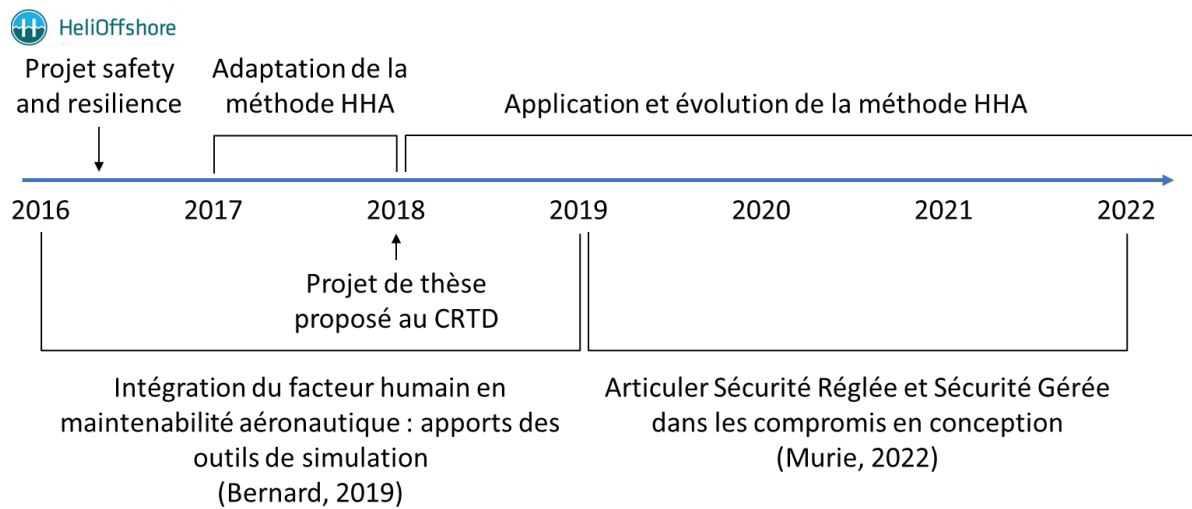 HeliOffshore
Projet safety
and resilience
Adaptation de la
méthode HHA
Application et évolution de la méthode HHA
2016
2017
2018
2019
2020
2021
2022
Projet de thèse
proposé au CRTD
Intégration du facteur humain en
maintenabilité aéronautique : apports des
outils de simulation
(Bernard, 2019)
Articuler Sécurité Réglée et Sécurité Gérée
dans les compromis en conception
(Murie, 2022)